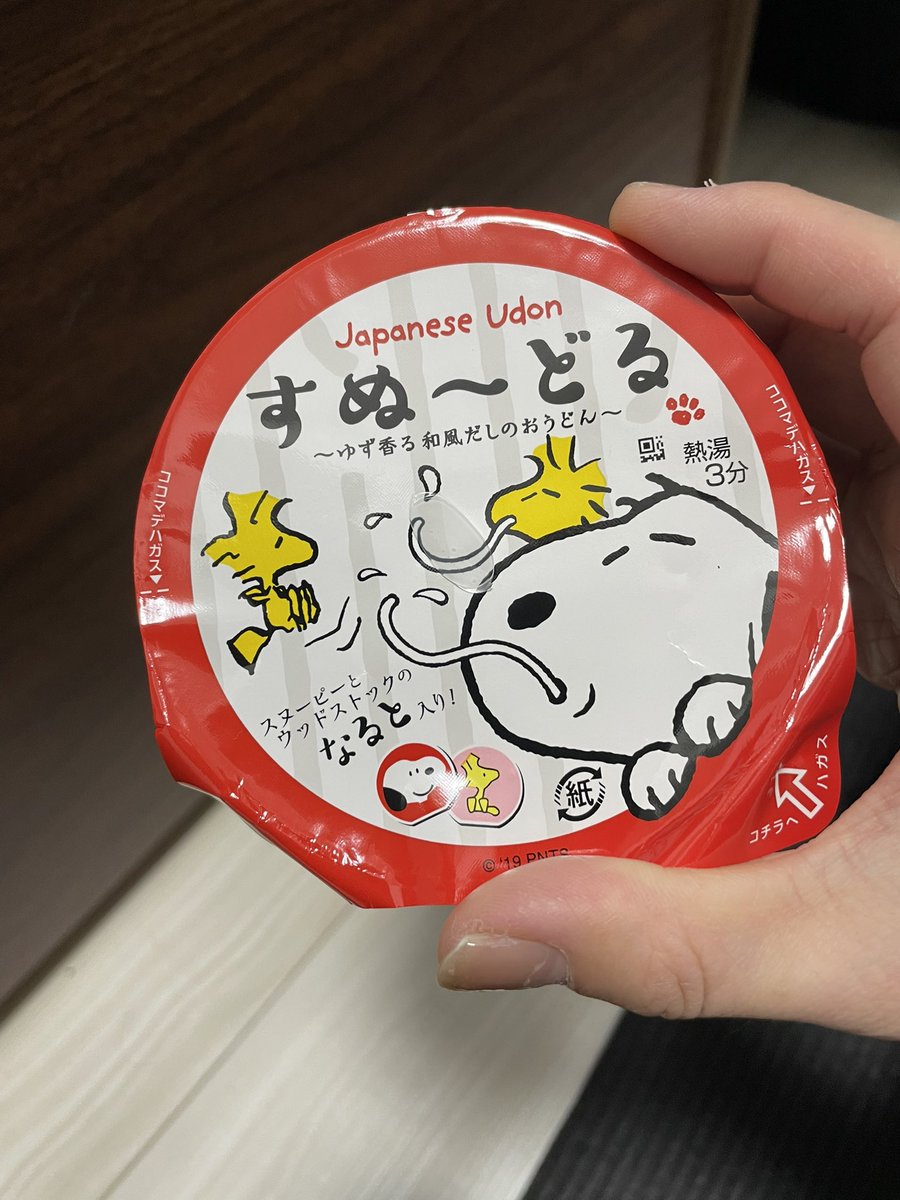 Japanese Udon
すぬ〜どる
〜ゆず香る和風だしのおうどん〜
熱湯
3分
ココマデハガス▼
ココマデハガス▼
スヌーピーと
ウッドストックの
なると入り!
紙
コチラヘ
ハガス
© '19 PNTS